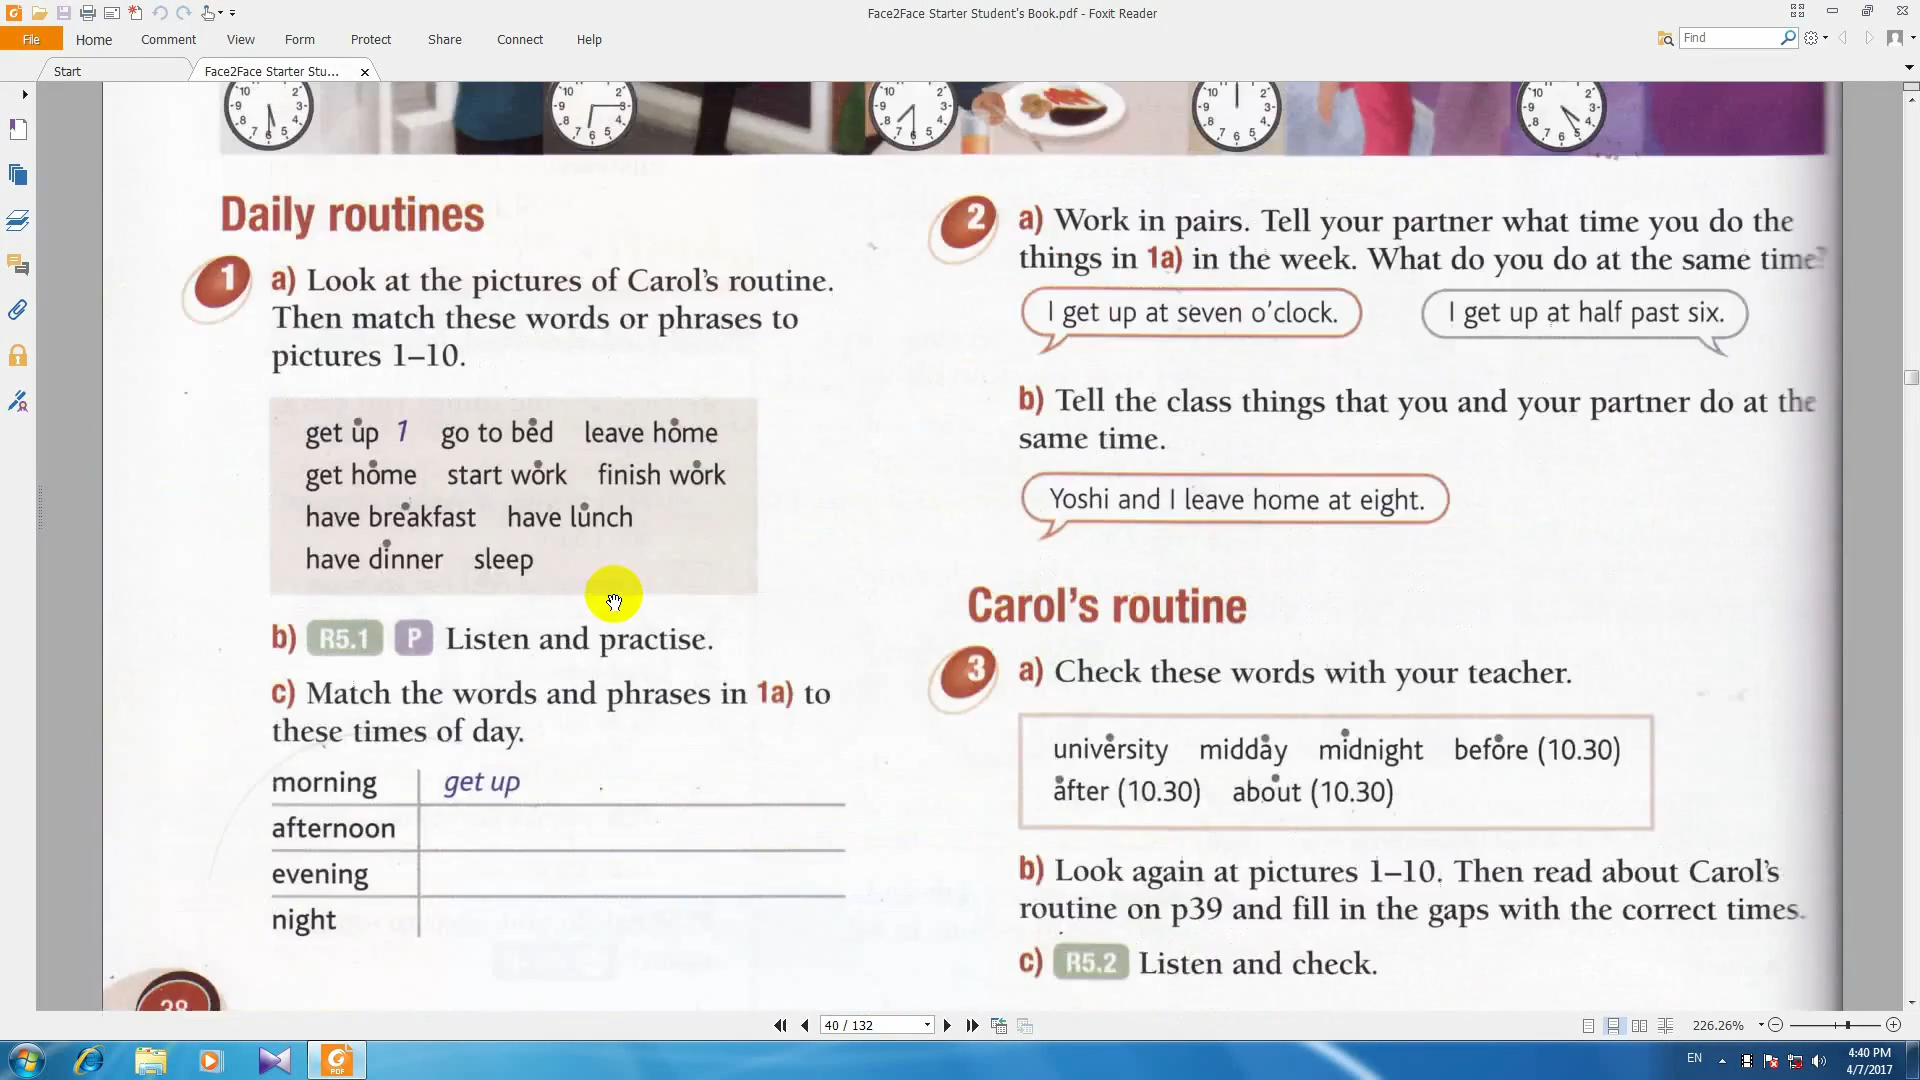 Face2Face Starter Student's Book.pdf - Foxit Reader
File Home Comment View Form Protect Share Connect Help
Find
Start
Face2Face Starter Stu...
Daily routines
1 a) Look at the pictures of Carol's routine.
Then match these words or phrases to
pictures 1–10.
get up 1 go to bed leave home
get home start work finish work
have breakfast have lunch
have dinner sleep
b) R5.1 P Listen and practise.
c) Match the words and phrases in 1a) to
these times of day.
morning get up
afternoon
evening
night
38
2 a) Work in pairs. Tell your partner what time you do the
things in 1a) in the week. What do you do at the same time?
I get up at seven o'clock.
I get up at half past six.
b) Tell the class things that you and your partner do at the
same time.
Yoshi and I leave home at eight.
Carol's routine
3 a) Check these words with your teacher.
university midday midnight before (10.30)
after (10.30) about (10.30)
b) Look again at pictures 1–10. Then read about Carol's
routine on p39 and fill in the gaps with the correct times.
c) R5.2 Listen and check.
40 / 132
226.26%
EN
4:40 PM
4/7/2017